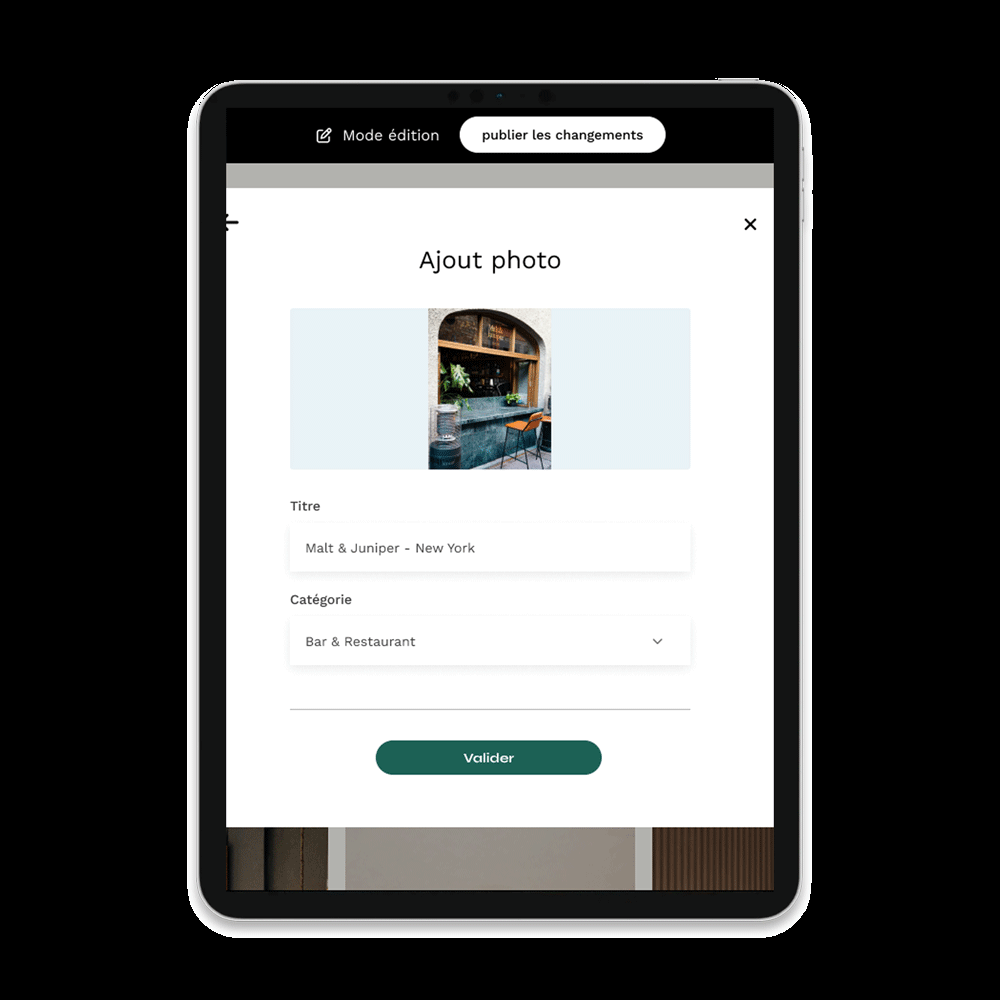 Mode édition
publier les changements
Ajout photo
Titre
Malt & Juniper - New York
Catégorie
Bar & Restaurant
Valider